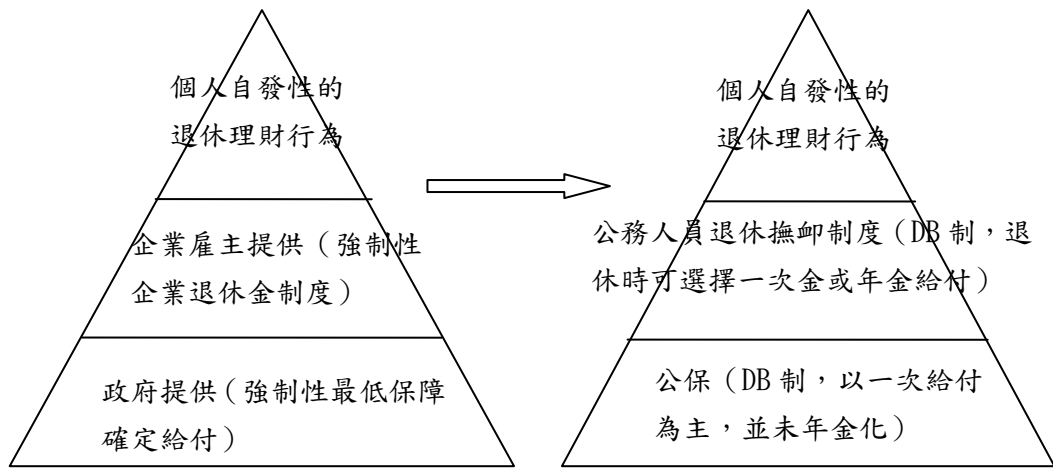 個人自發性的
退休理財行為
企業雇主提供（強制性
企業退休金制度）
政府提供（強制性最低保障
確定給付）
個人自發性的
退休理財行為
公務人員退休撫卹制度（DB 制，退
休時可選擇一次金或年金給付）
公保（DB 制，以一次給付
為主，並未年金化）